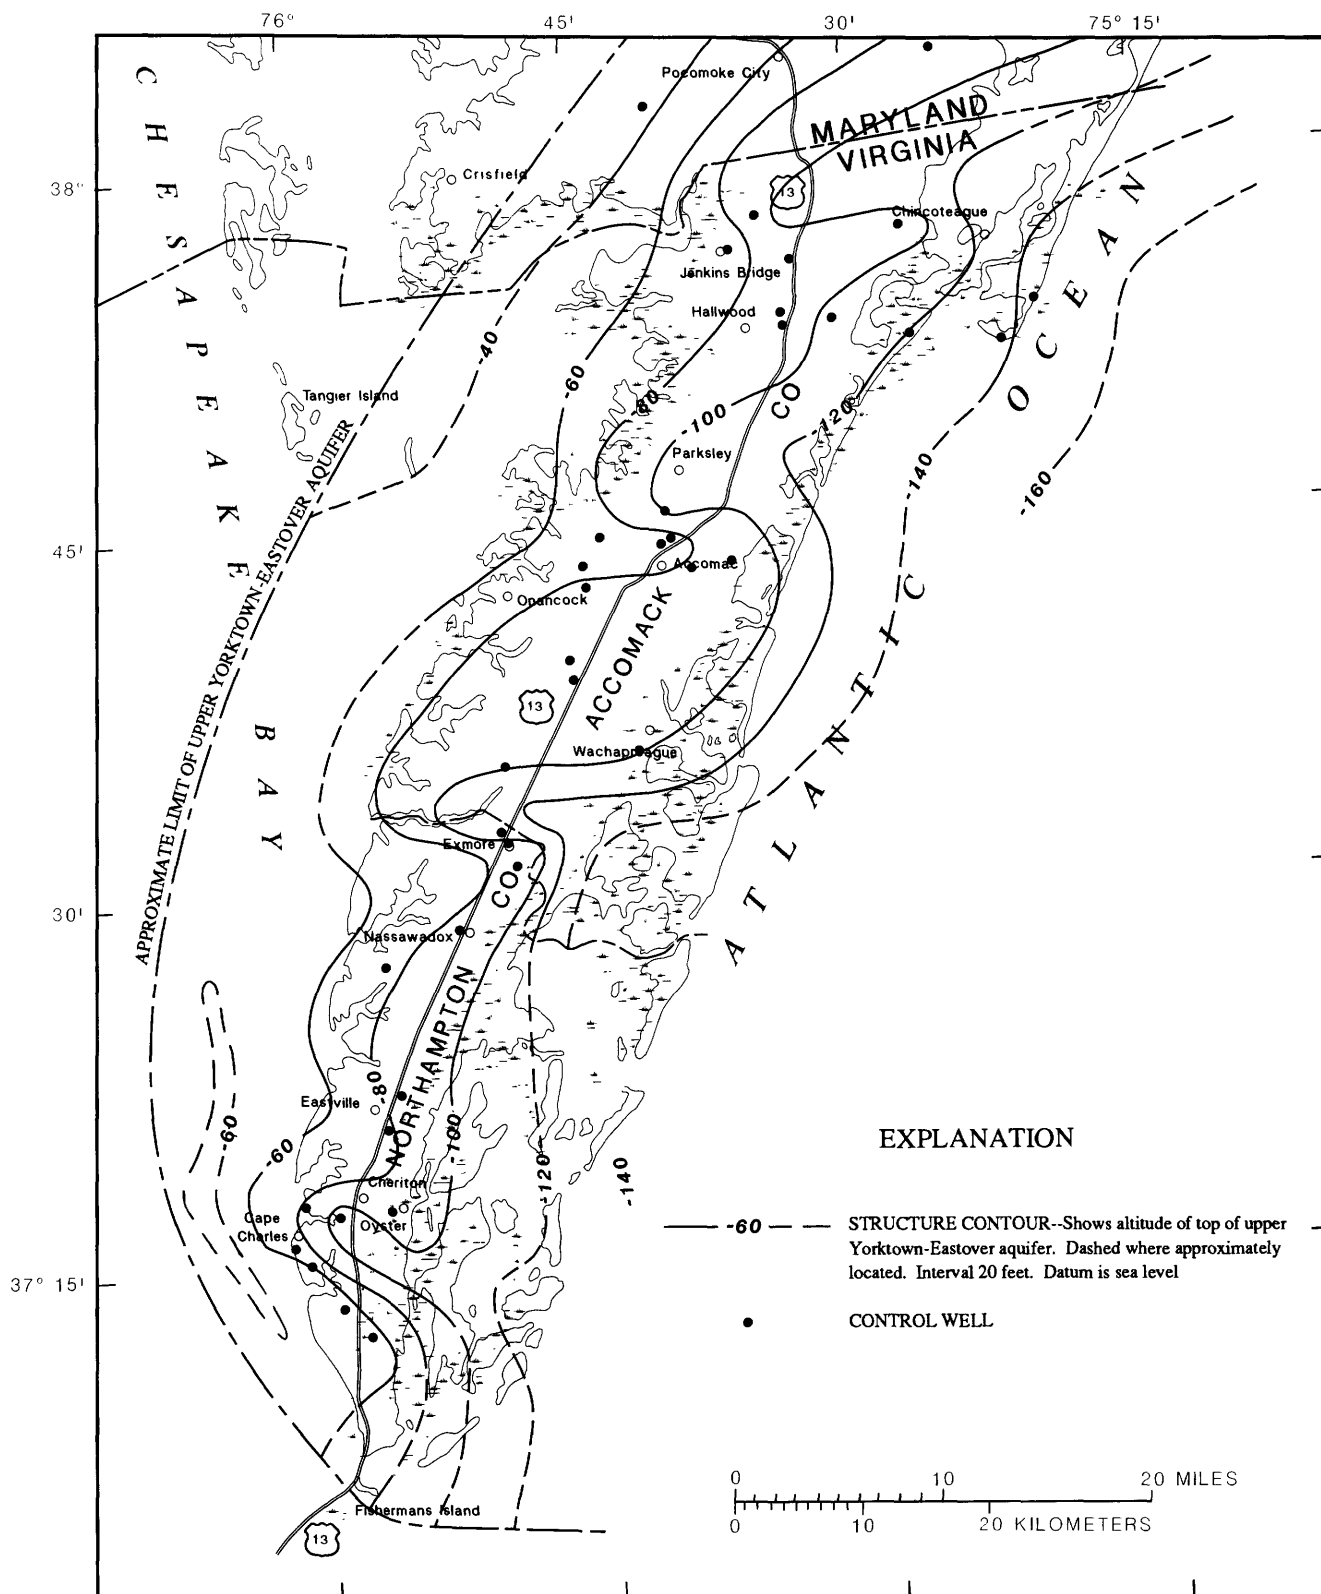 76°
45'
30'
75° 15'
CHESAPEAKE
BAY
Pocomoke City
MARYLAND
VIRGINIA
Crisfield
38°
13
Chincoteague
Jenkins Bridge
Hallwood
-40
-60
-80
-100
-120
-140
-160
CO
Tangier Island
Parksley
APPROXIMATE LIMIT OF UPPER YORKTOWN-EASTOVER AQUIFER
45'
Accomac
Onancock
ACCOMACK
13
Wachapreague
ATLANTIC OCEAN
Exmore
CO
30'
Nassawadox
NORTHAMPTON
-80
Eastville
-60
-60
-100
-120
-140
Cheriton
Cape
Charles
Oyster
37° 15'
Fishermans Island
13
EXPLANATION
-60 STRUCTURE CONTOUR--Shows altitude of top of upper
Yorktown-Eastover aquifer. Dashed where approximately
located. Interval 20 feet. Datum is sea level
CONTROL WELL
0 10 20 MILES
0 10 20 KILOMETERS